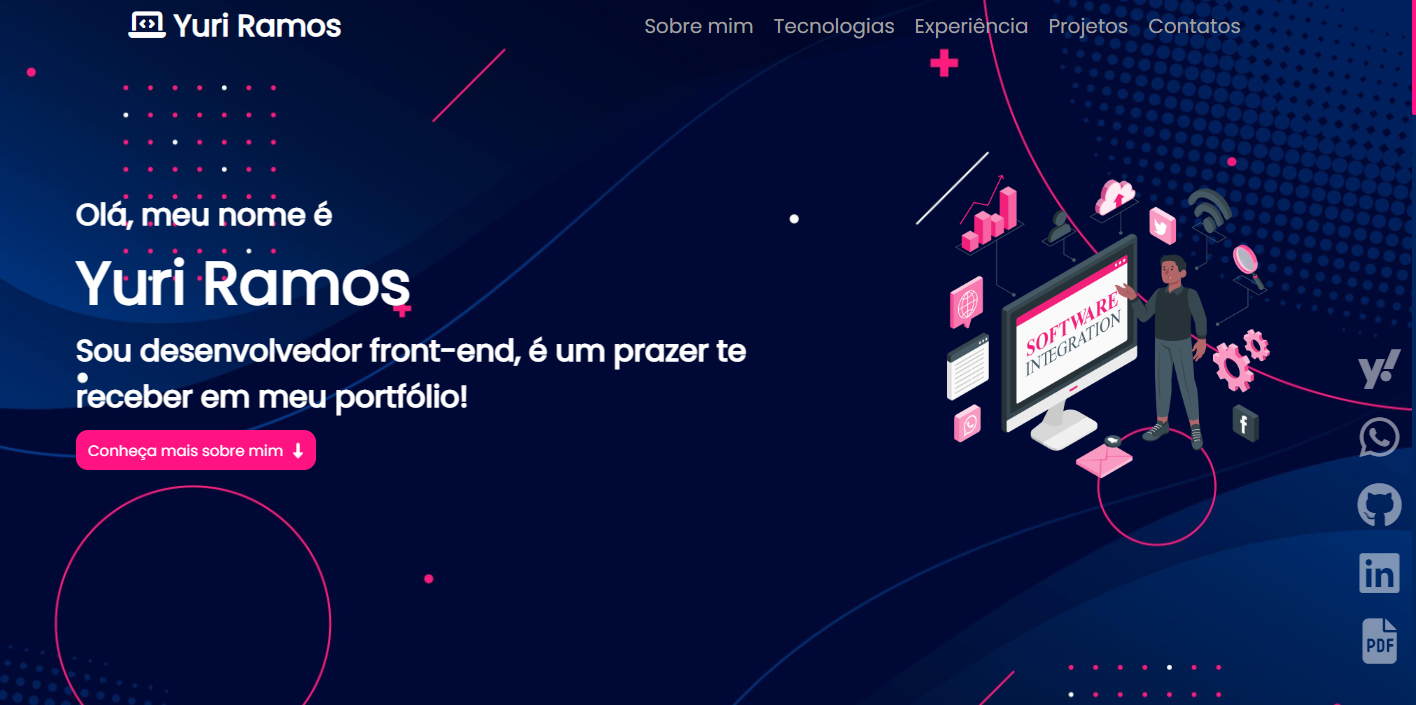 Yuri Ramos
Sobre mim
Tecnologias
Experiência
Projetos
Contatos
Olá, meu nome é
Yuri Ramos
Sou desenvolvedor front-end, é um prazer te
receber em meu portfólio!
Conheça mais sobre mim
SOFTWARE
INTEGRATION
f
y!
in
PDF